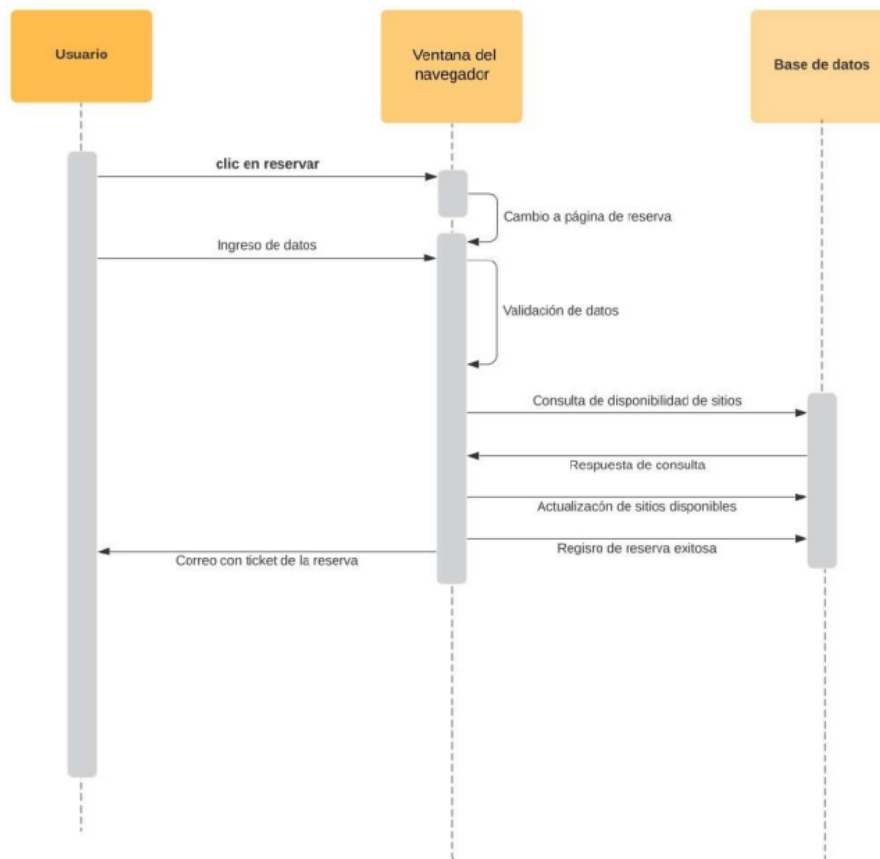 Usuario
Ventana del
navegador
Base de datos
clic en reservar
Cambio a página de reserva
Ingreso de datos
Validación de datos
Consulta de disponibilidad de sitios
Respuesta de consulta
Actualizacón de sitios disponibles
Regisro de reserva exitosa
Correo con ticket de la reserva